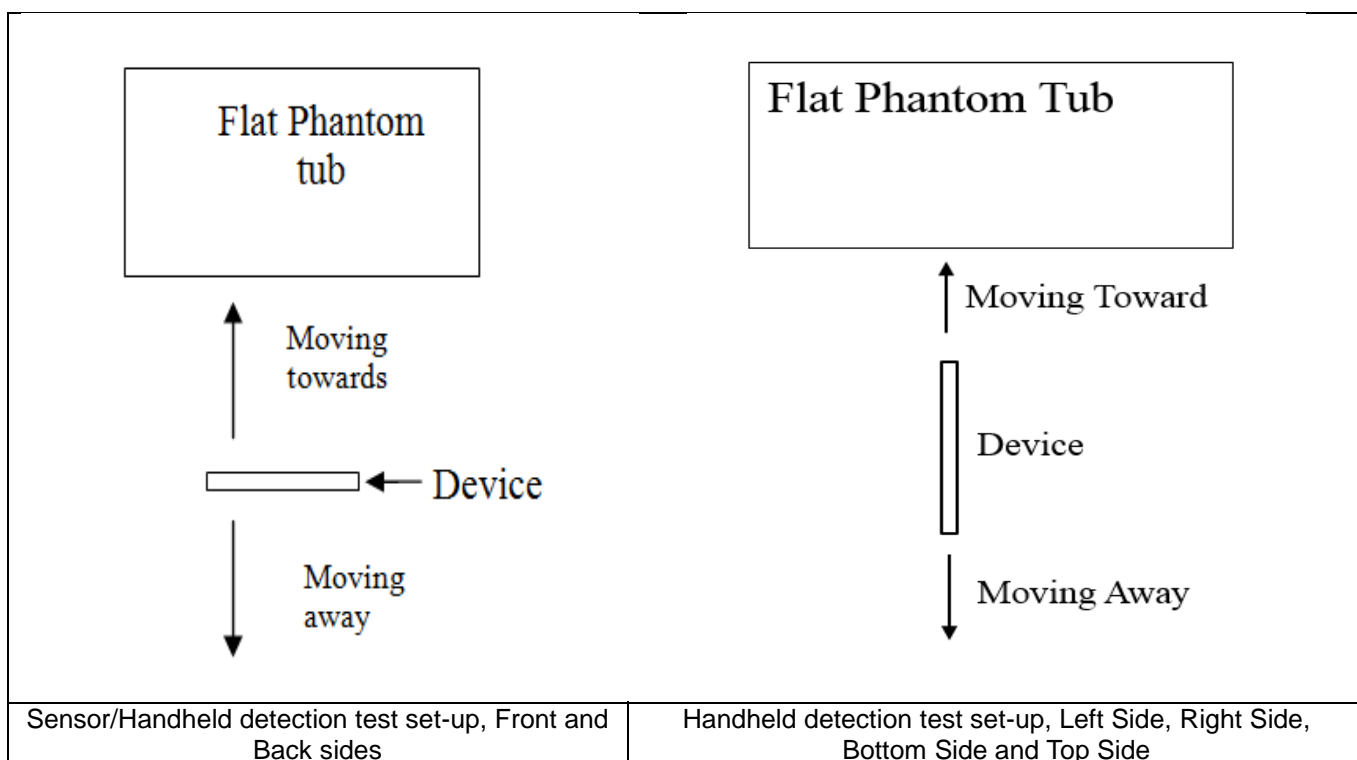 Flat Phantom
tub
Moving
towards
Device
Moving
away
Flat Phantom Tub
Moving Toward
Device
Moving Away
Sensor/Handheld detection test set-up, Front and
Back sides
Handheld detection test set-up, Left Side, Right Side,
Bottom Side and Top Side